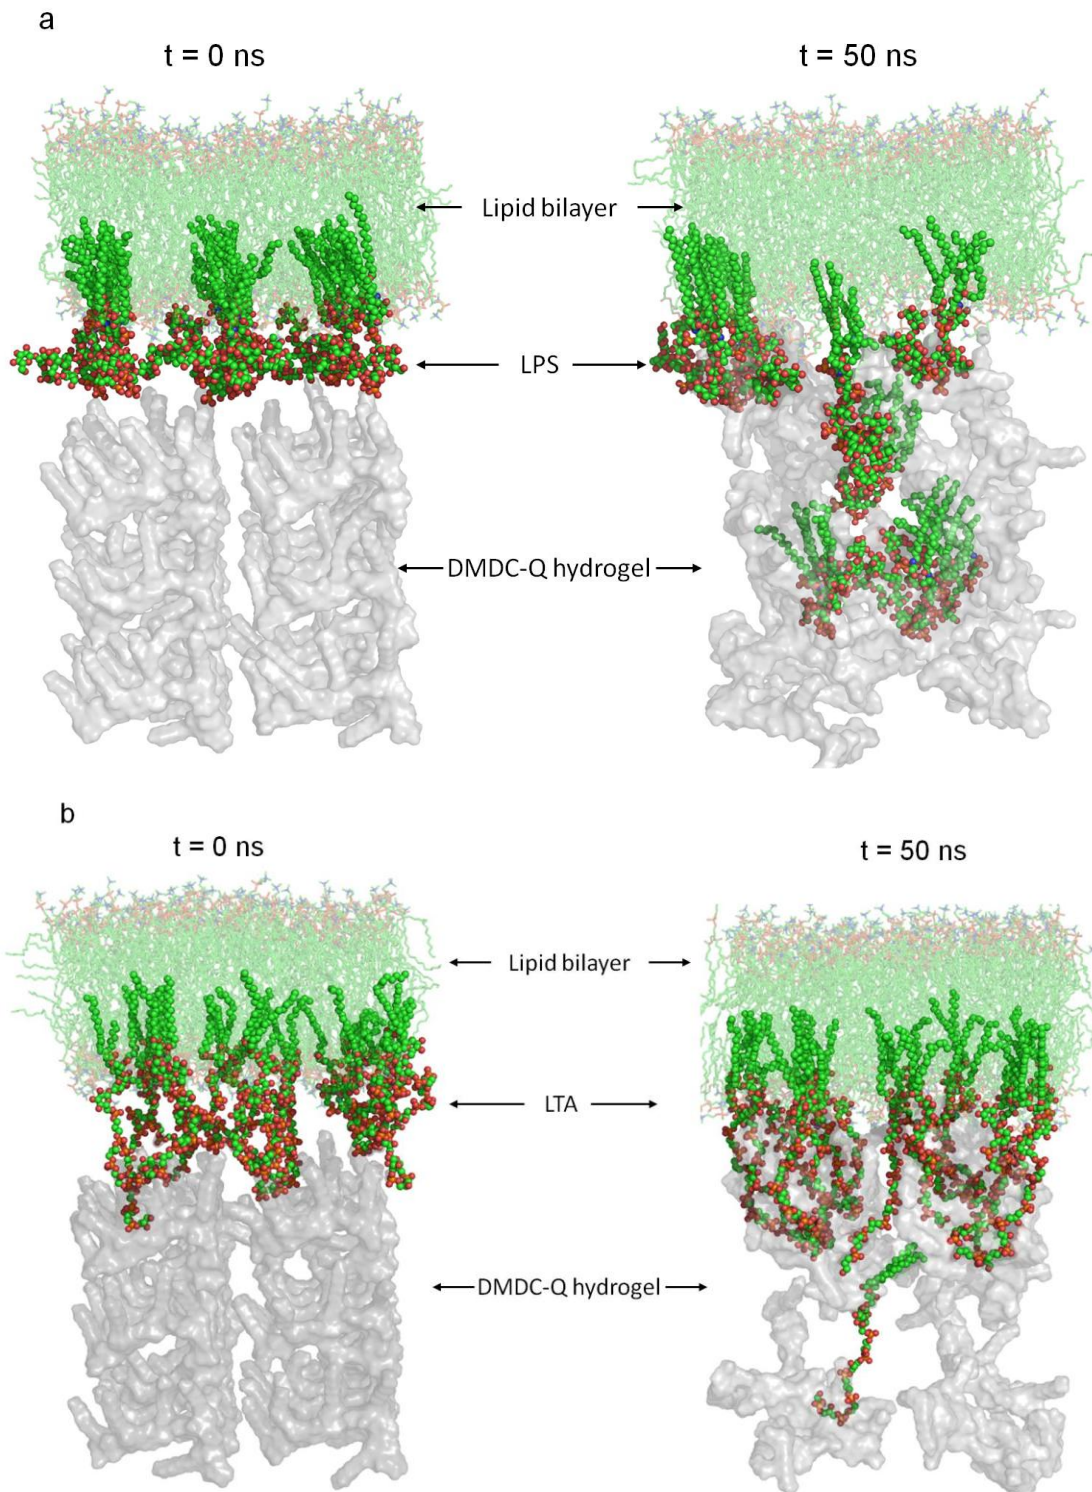 a
t = 0 ns
t = 50 ns
Lipid bilayer
LPS
DMDC-Q hydrogel
b
t = 0 ns
t = 50 ns
Lipid bilayer
LTA
DMDC-Q hydrogel